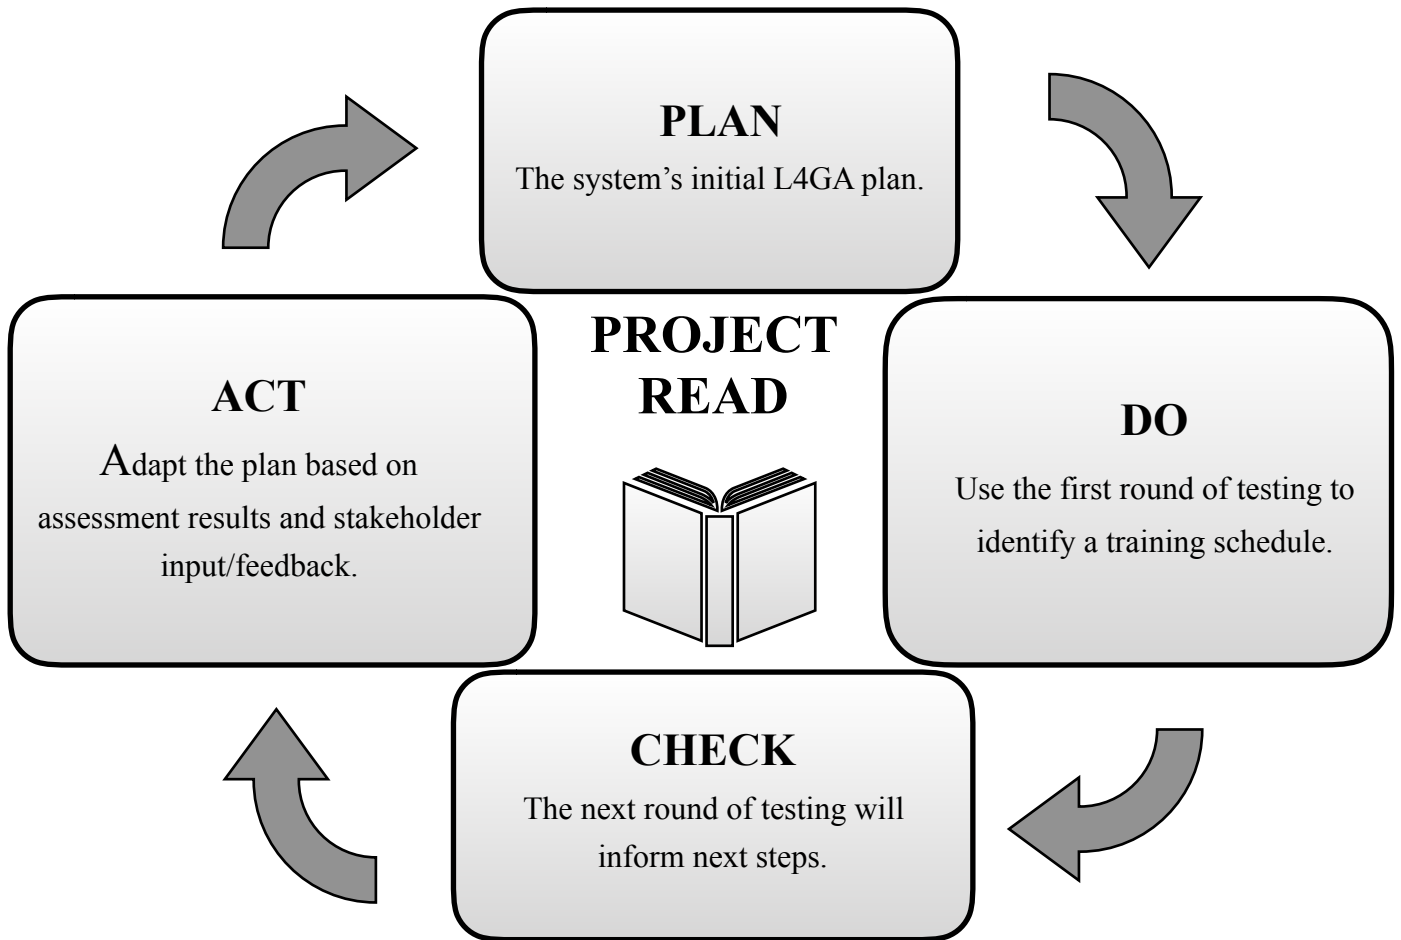 PLAN
The system’s initial L4GA plan.
PROJECT
READ
ACT
Adapt the plan based on
assessment results and stakeholder
input/feedback.
DO
Use the first round of testing to
identify a training schedule.
CHECK
The next round of testing will
inform next steps.